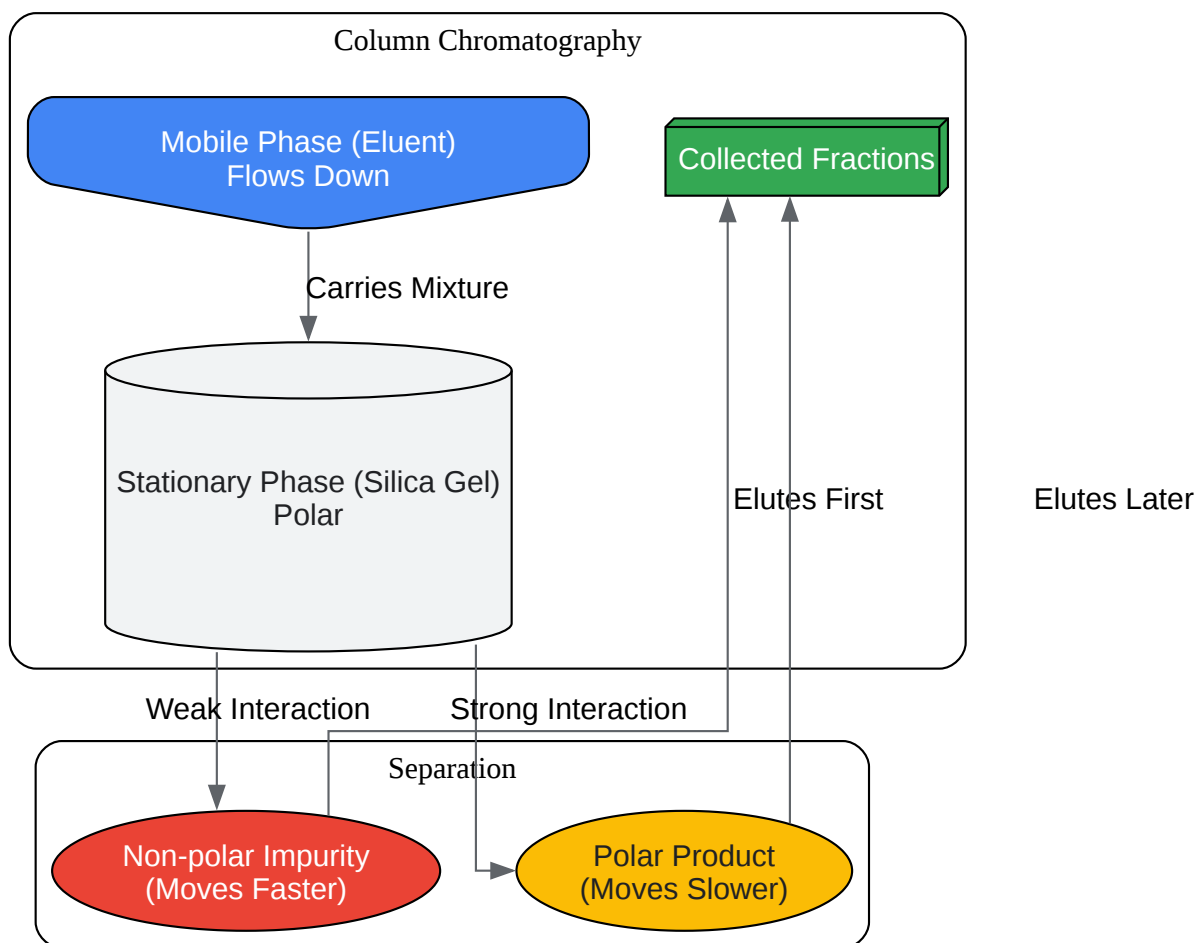 Column Chromatography
Mobile Phase (Eluent)
Flows Down
Collected Fractions
Carries Mixture
Stationary Phase (Silica Gel)
Polar
Elutes First
Elutes Later
Weak Interaction
Strong Interaction
Separation
Non-polar Impurity
(Moves Faster)
Polar Product
(Moves Slower)